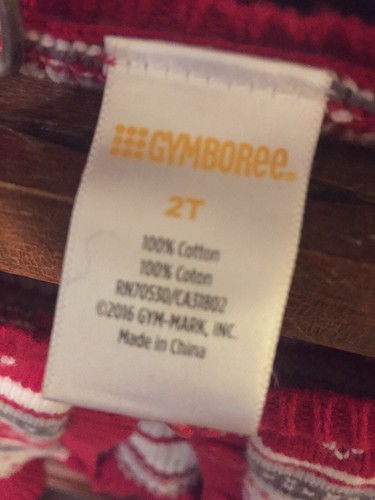 GYMBOREE
2T
100% Cotton
100% Coton
RN70530/CA31802
©2016 GYM-MARK, INC.
Made in China